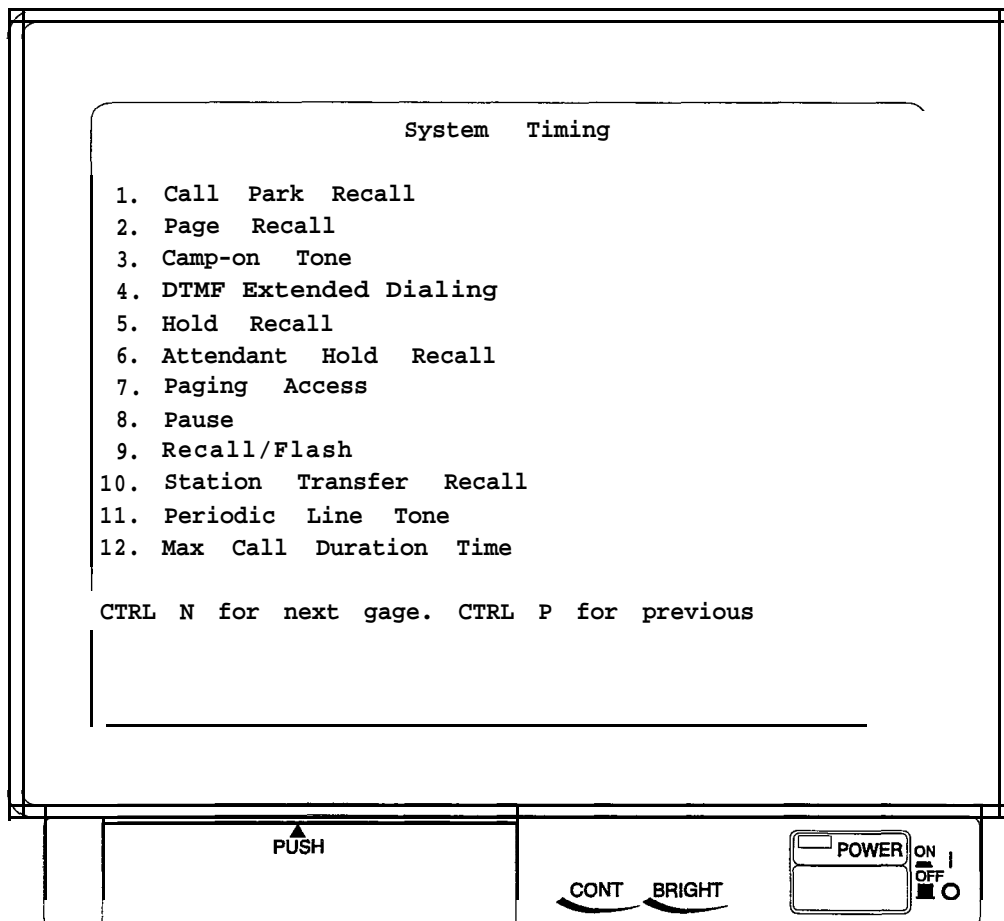 System Timing
1. Call Park Recall
2. Page Recall
3. Camp-on Tone
4. DTMF Extended Dialing
5. Hold Recall
6. Attendant Hold Recall
7. Paging Access
8. Pause
9. Recall/Flash
10. Station Transfer Recall
11. Periodic Line Tone
12. Max Call Duration Time
CTRL N for next gage. CTRL P for previous
PUSH
CONT BRIGHT
POWER
ON
OFF